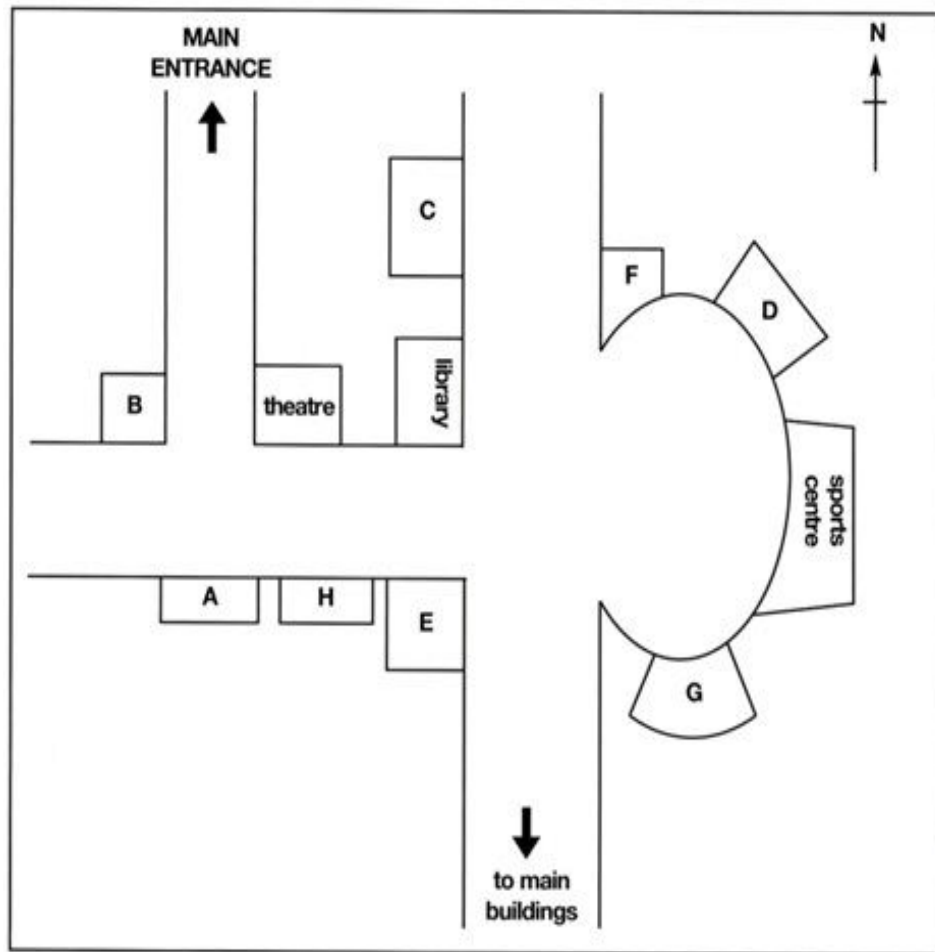 MAIN
ENTRANCE
N
C
F
D
library
B
theatre
sports
centre
A
H
E
G
to main
buildings